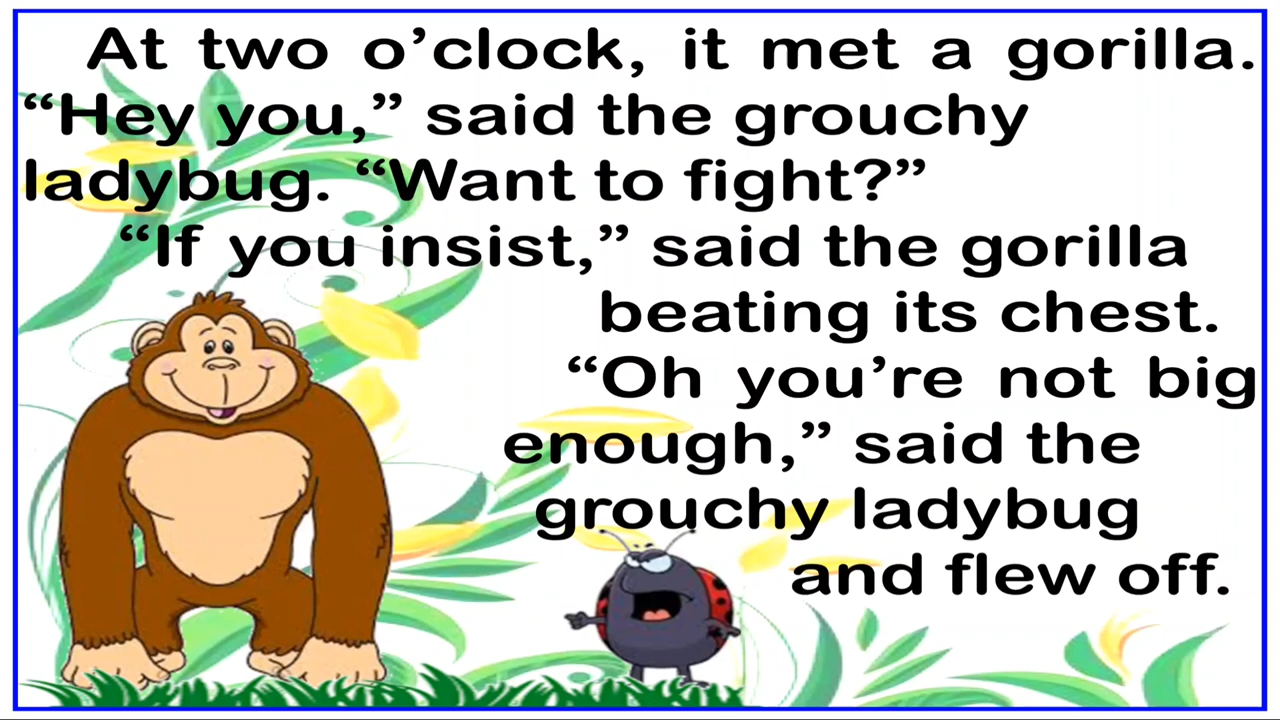 At two o’clock, it met a gorilla.
“Hey you,” said the grouchy
ladybug. “Want to fight?”
“If you insist,” said the gorilla
beating its chest.
“Oh you’re not big
enough,” said the
grouchy ladybug
and flew off.